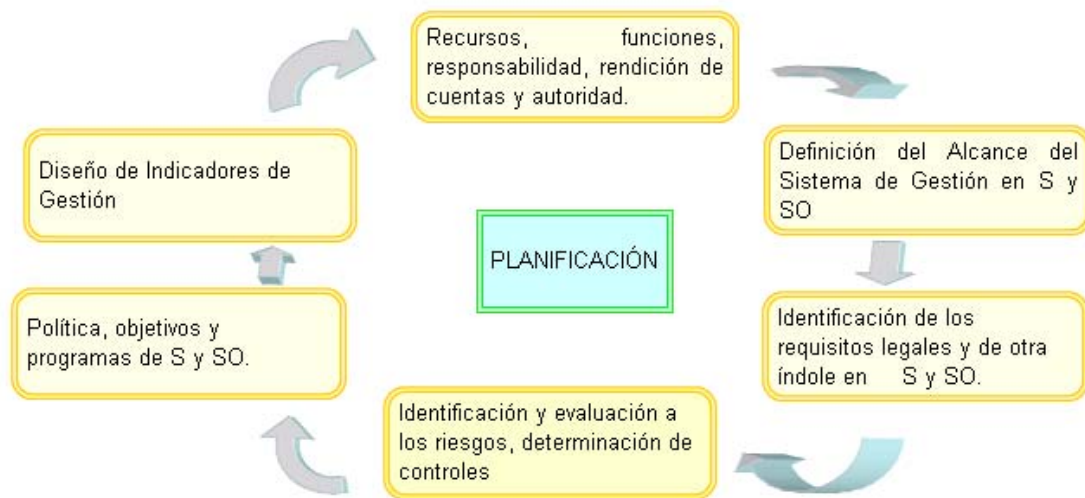 Recursos, funciones,
responsabilidad, rendición de
cuentas y autoridad.
Definición del Alcance del
Sistema de Gestión en S y
SO
Identificación de los
requisitos legales y de otra
índole en S y SO.
Identificación y evaluación a
los riesgos, determinación de
controles
Política, objetivos y
programas de S y SO.
Diseño de Indicadores de
Gestión
PLANIFICACIÓN